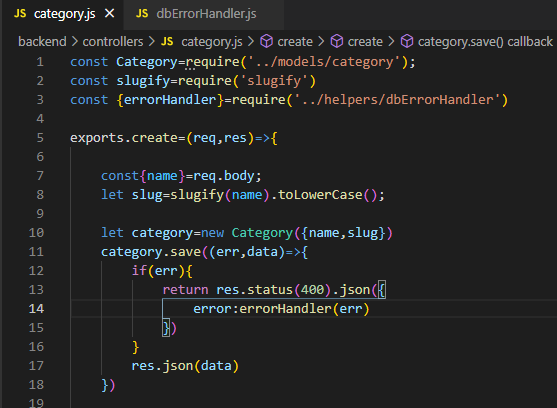 JS category.js × JS dbErrorHandler.js
backend > controllers > JS category.js > create > create > category.save() callback
1 const Category=require('../models/category');
2 const slugify=require('slugify')
3 const {errorHandler}=require('../helpers/dbErrorHandler')
4
5 exports.create=(req,res)=>{
6
7 const{name}=req.body;
8 let slug=slugify(name).toLowerCase();
9
10 let category=new Category({name,slug})
11 category.save((err,data)=>{
12 if(err){
13 return res.status(400).json({
14 error:errorHandler(err)
15 })
16 }
17 res.json(data)
18 })
19